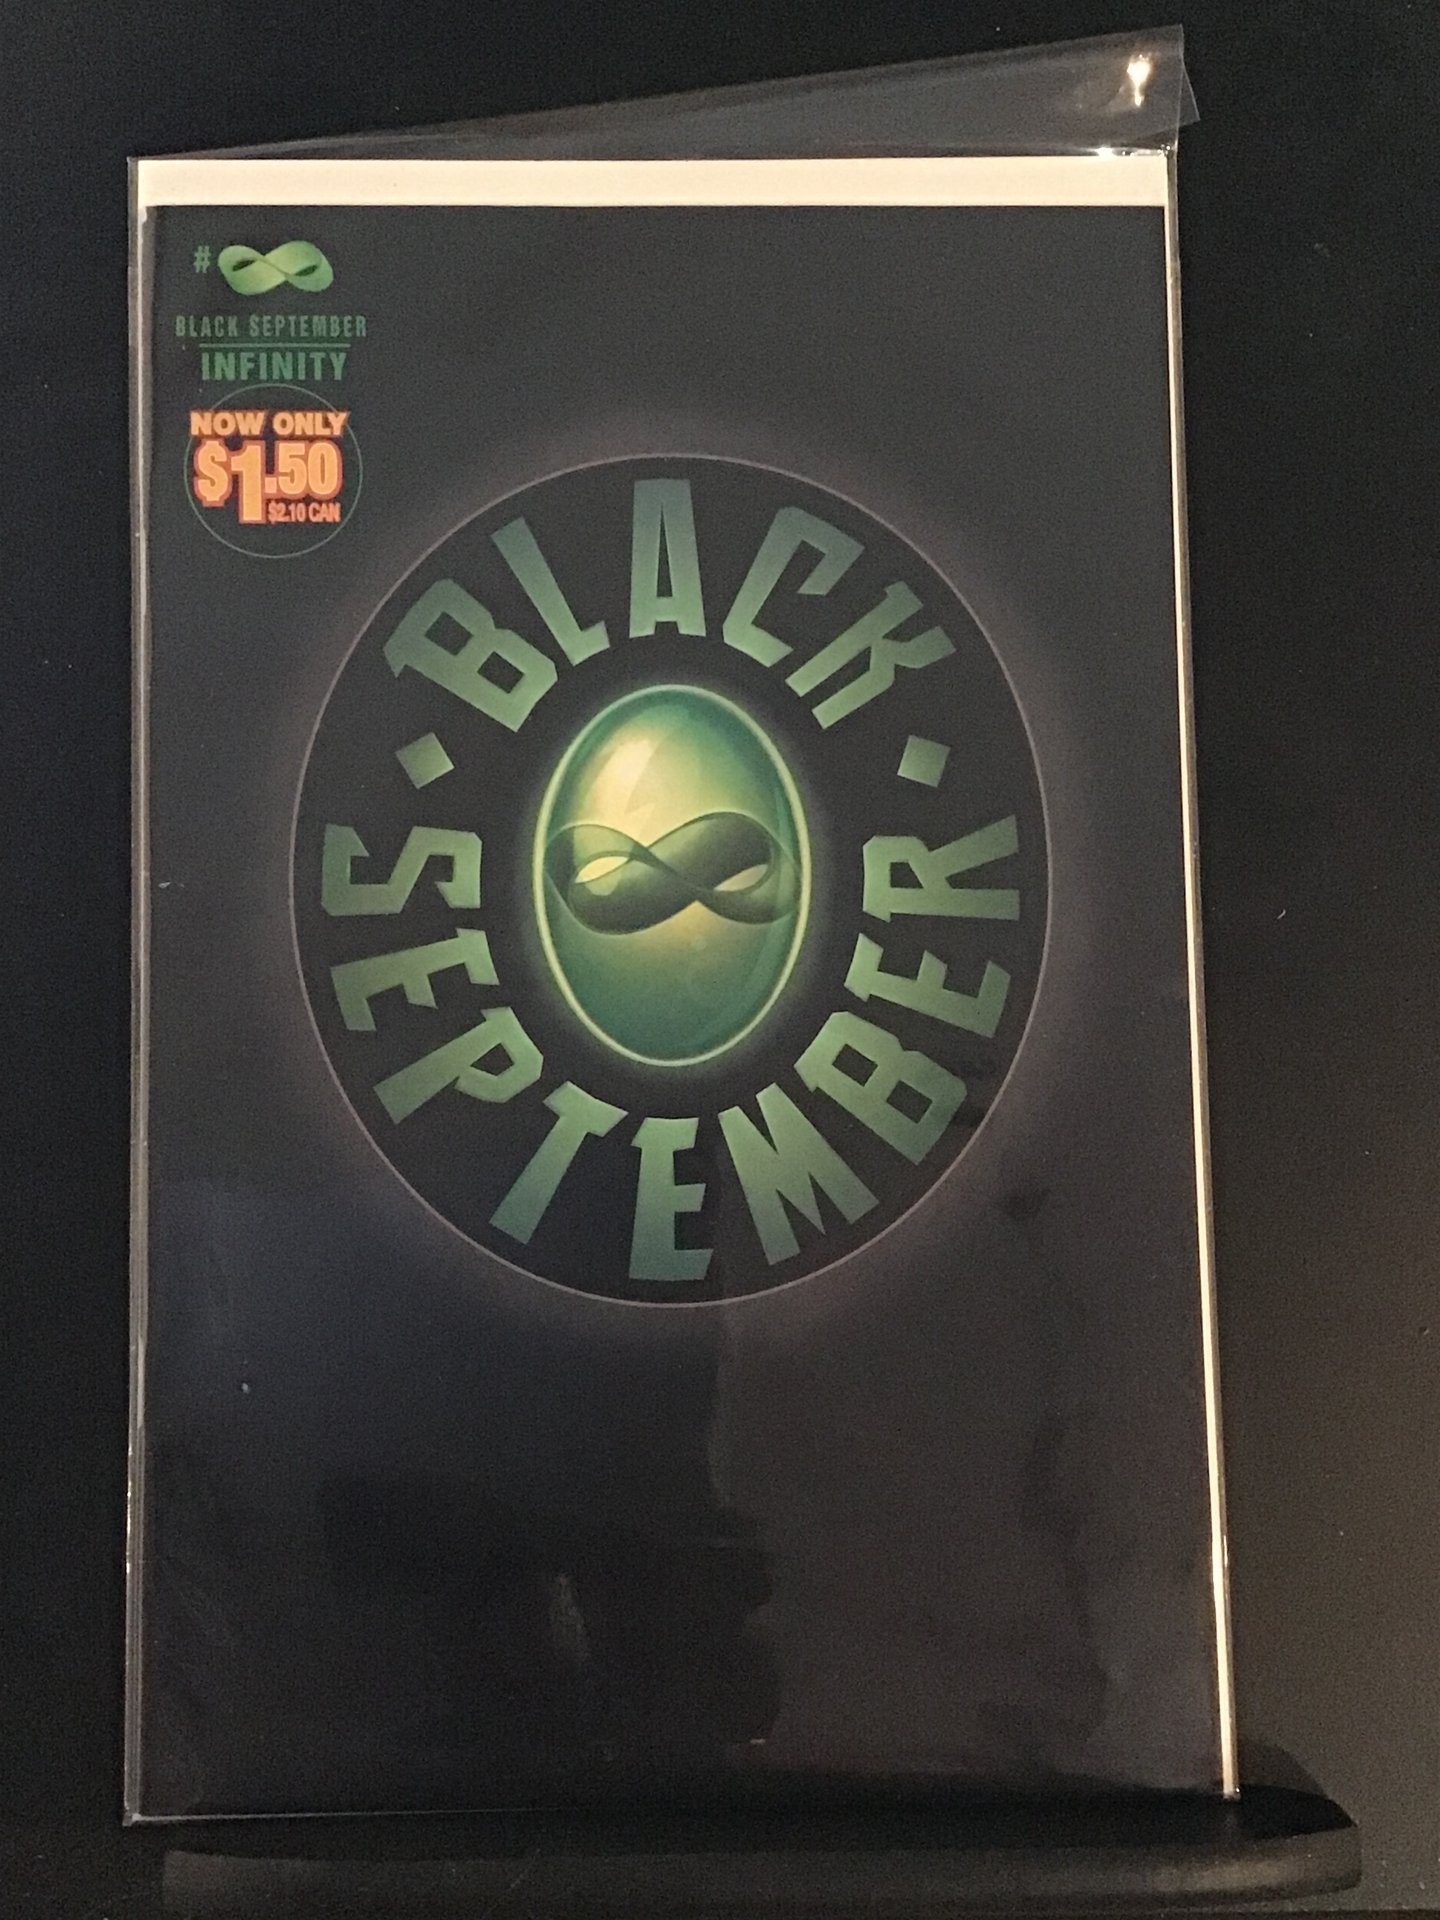 # ∞
BLACK SEPTEMBER
INFINITY
NOW ONLY
$1.50
$2.10 CAN
BLACK
SEPTEMBER